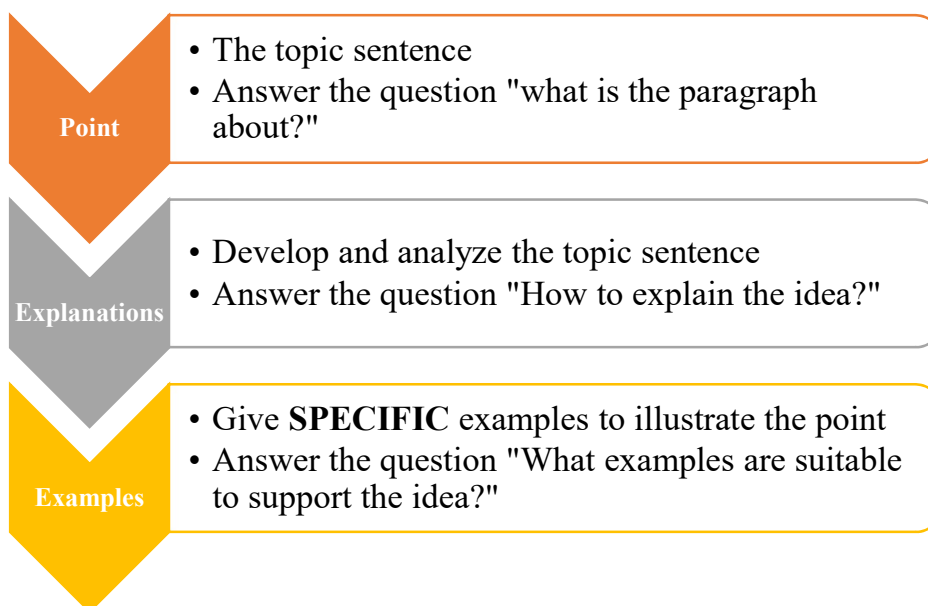 Point
• The topic sentence
• Answer the question "what is the paragraph
about?"
Explanations
• Develop and analyze the topic sentence
• Answer the question "How to explain the idea?"
Examples
• Give SPECIFIC examples to illustrate the point
• Answer the question "What examples are suitable
to support the idea?"